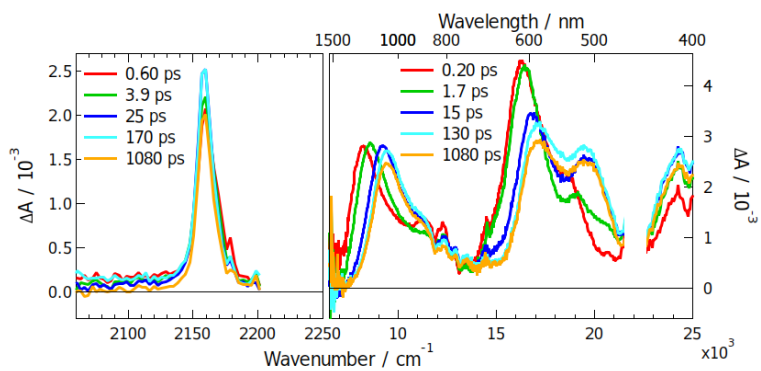 Wavelength / nm
1500 1000 800 600 500 400
2.5
2.0
1.5
1.0
0.5
0.0
ΔA / 10⁻³
0.60 ps
3.9 ps
25 ps
170 ps
1080 ps
0.20 ps
1.7 ps
15 ps
130 ps
1080 ps
4
3
2
1
0
ΔA / 10⁻³
2100 2150 2200 2250 5 10 15 20 25
Wavenumber / cm⁻¹
x10³